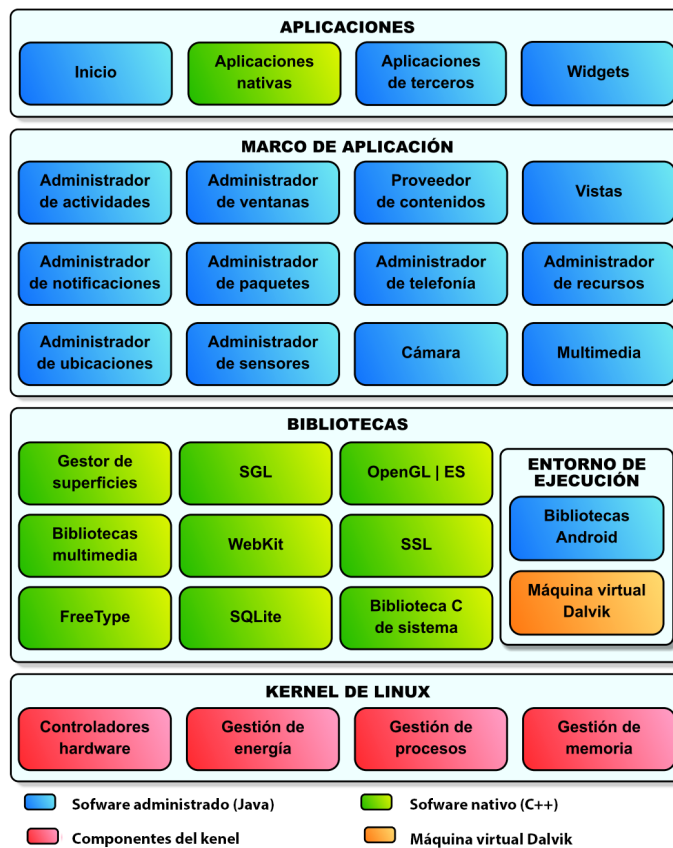 APLICACIONES
Inicio
Aplicaciones
nativas
Aplicaciones
de terceros
Widgets
MARCO DE APLICACIÓN
Administrador
de actividades
Administrador
de ventanas
Proveedor
de contenidos
Vistas
Administrador
de notificaciones
Administrador
de paquetes
Administrador
de telefonía
Administrador
de recursos
Administrador
de ubicaciones
Administrador
de sensores
Cámara
Multimedia
BIBLIOTECAS
Gestor de
superficies
SGL
OpenGL | ES
Bibliotecas
multimedia
WebKit
SSL
FreeType
SQLite
Biblioteca C
de sistema
ENTORNO DE
EJECUCIÓN
Bibliotecas
Android
Máquina virtual
Dalvik
KERNEL DE LINUX
Controladores
hardware
Gestión de
energía
Gestión de
procesos
Gestión de
memoria
Sofware administrado (Java)
Sofware nativo (C++)
Componentes del kenel
Máquina virtual Dalvik